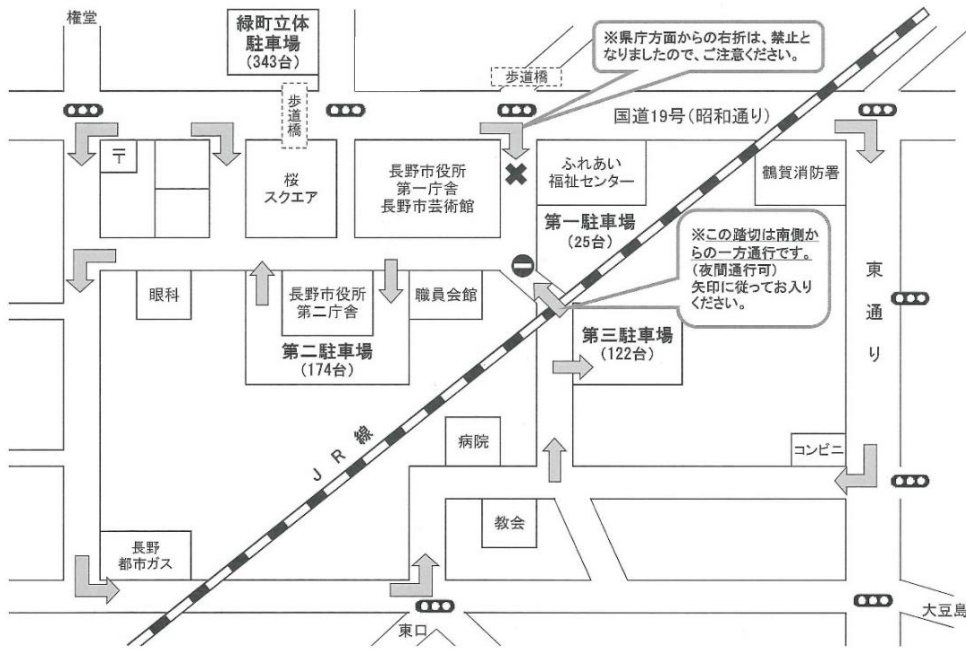 権堂
緑町立体
駐車場
(343台)
※県庁方面からの右折は、禁止と
なりましたので、ご注意ください。
歩道橋
歩道橋
国道19号(昭和通り)
〒
桜
スクエア
長野市役所
第一庁舎
長野市芸術館
ふれあい
福祉センター
鶴賀消防署
第一駐車場
(25台)
※この踏切は南側か
らの一方通行です。
(夜間通行可)
矢印に従ってお入り
ください。
東通り
眼科
長野市役所
第二庁舎
職員会館
第二駐車場
(174台)
第三駐車場
(122台)
JR線
病院
コンビニ
教会
長野
都市ガス
東口
大豆島